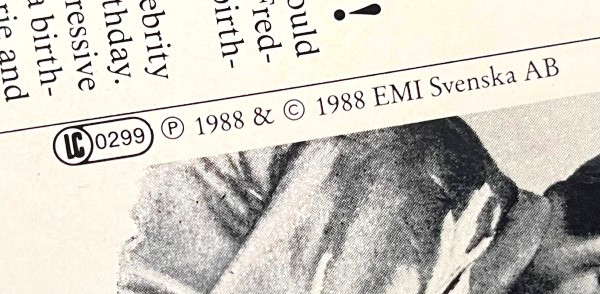 ould
Fred-
birth-
ebrity
thday.
ressive
a birth-
rie and
!
LC 0299 Ⓟ 1988 & © 1988 EMI Svenska AB